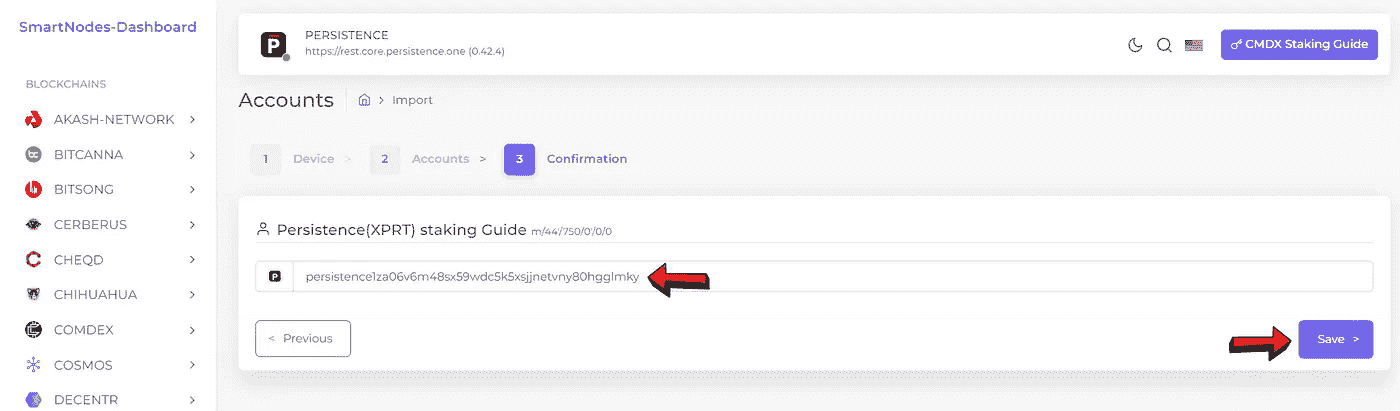 SmartNodes-Dashboard
BLOCKCHAINS
AKASH-NETWORK >
BITCANNA >
BITSONG >
CERBERUS >
CHEQD >
CHIHUAHUA >
COMDEX >
COSMOS >
DECENTR >
P
PERSISTENCE
https://rest.core.persistence.one (0.42.4)
CMDX Staking Guide
Accounts
> Import
1 Device > 2 Accounts > 3 Confirmation
Persistence(XPRT) staking Guide m/44'/750/0'/0/0
persistence1za06v6m48sx59wdc5k5xsjjnetvny80hgglmky
< Previous
Save >